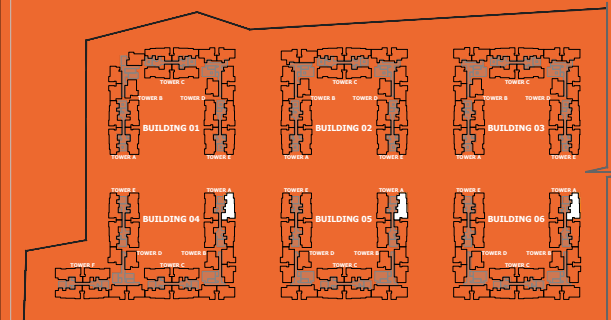 TOWER C TOWER C TOWER C
TOWER B TOWER D TOWER B TOWER D TOWER B TOWER D
BUILDING 01 BUILDING 02 BUILDING 03
TOWER A TOWER E TOWER A TOWER E TOWER A TOWER E
TOWER E TOWER A TOWER E TOWER A TOWER E TOWER A
BUILDING 04 BUILDING 05 BUILDING 06
TOWER D TOWER B TOWER D TOWER B TOWER D TOWER B
TOWER F TOWER C TOWER C TOWER C